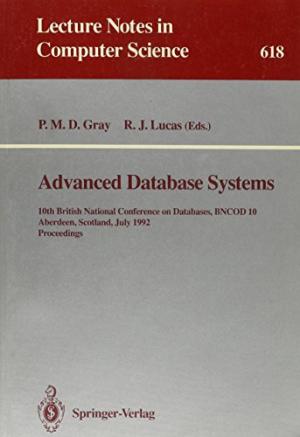 Lecture Notes in
Computer Science
618
P. M. D. Gray R. J. Lucas (Eds.)
Advanced Database Systems
10th British National Conference on Databases, BNCOD 10
Aberdeen, Scotland, July 1992
Proceedings
Springer-Verlag